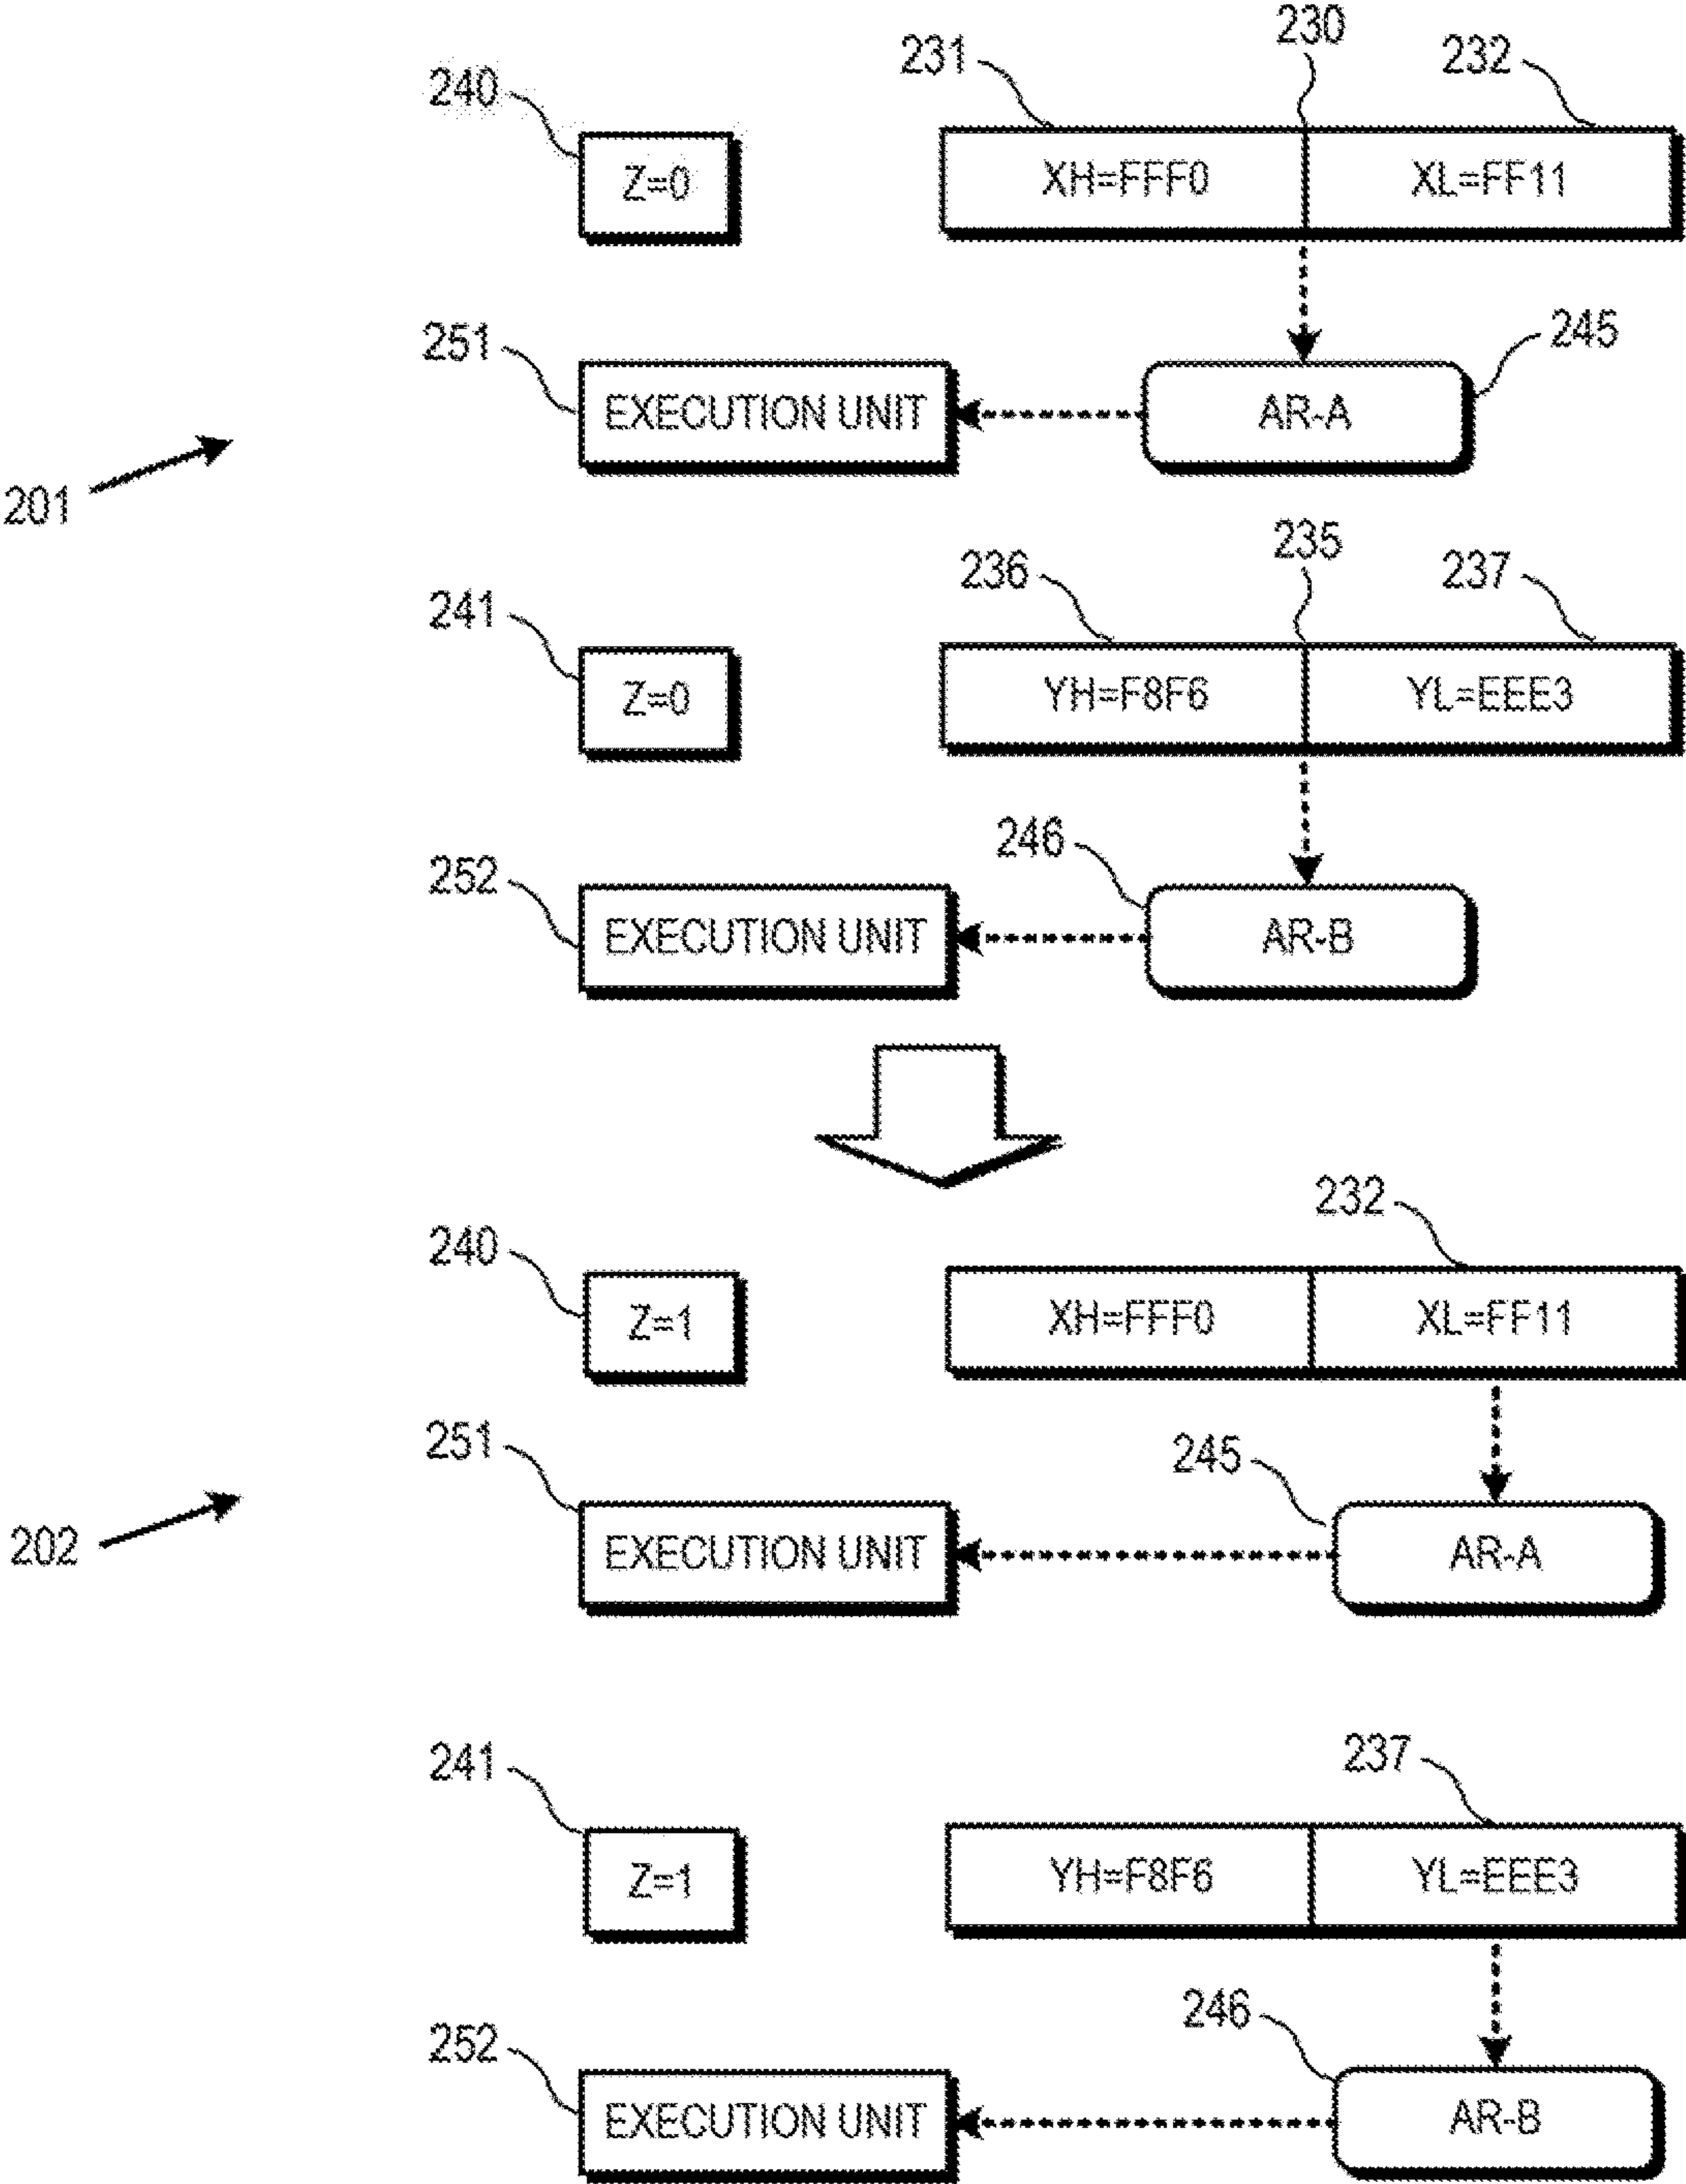 230
231
232
240
Z=0
XH=FFF0
XL=FF11
251
245
EXECUTION UNIT
AR-A
201
235
236
237
241
Z=0
YH=F8F6
YL=EEE3
246
252
EXECUTION UNIT
AR-B
232
240
Z=1
XH=FFF0
XL=FF11
251
245
EXECUTION UNIT
AR-A
202
237
241
Z=1
YH=F8F6
YL=EEE3
246
252
EXECUTION UNIT
AR-B